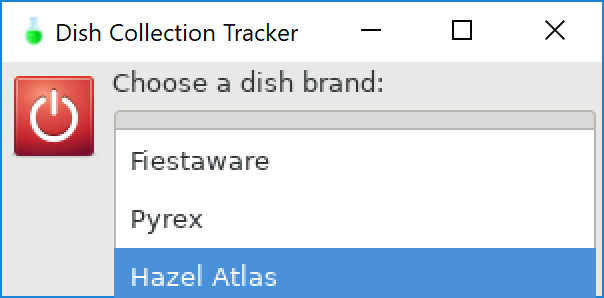 Dish Collection Tracker
Choose a dish brand:
Fiestaware
Pyrex
Hazel Atlas